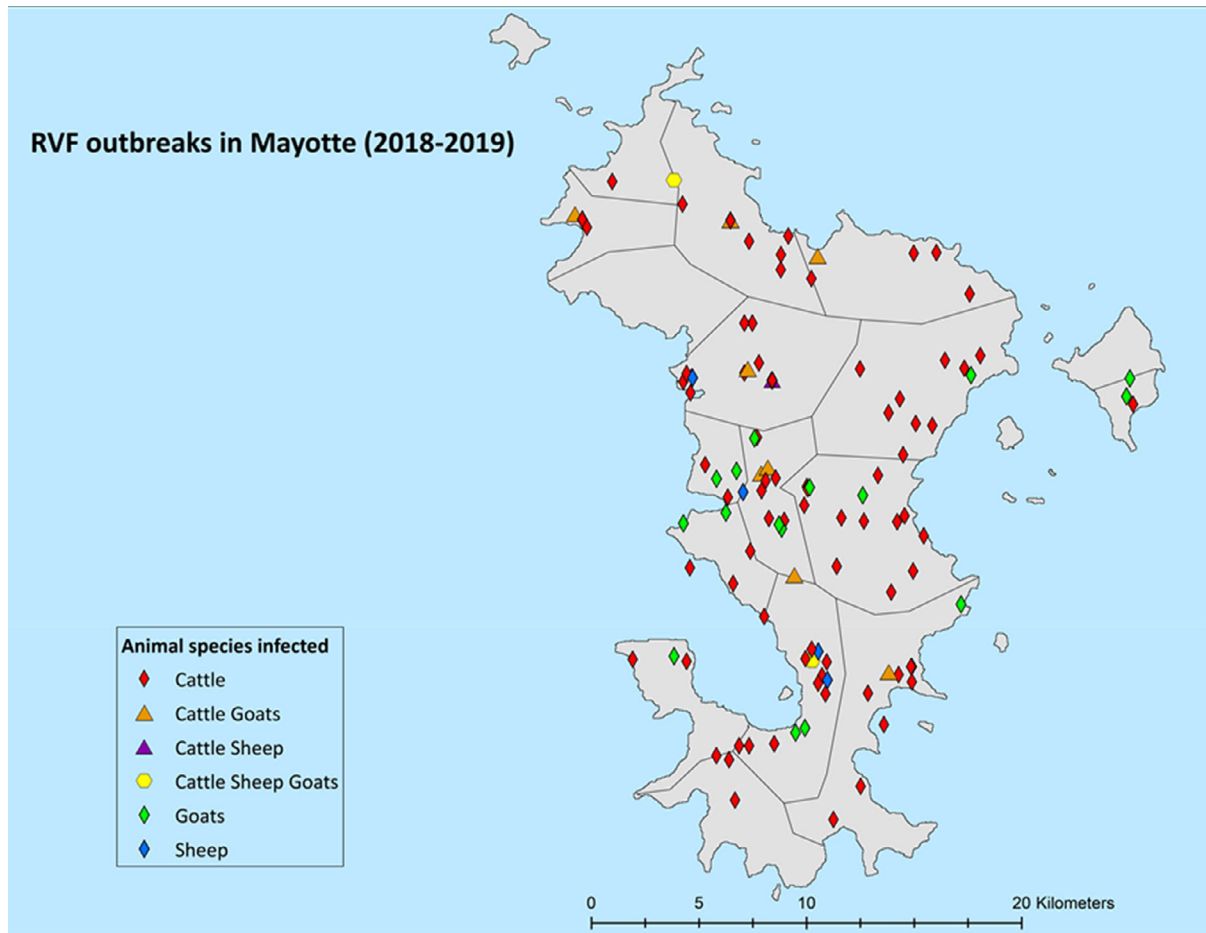 RVF outbreaks in Mayotte (2018-2019)
Animal species infected
Cattle
Cattle Goats
Cattle Sheep
Cattle Sheep Goats
Goats
Sheep
0 5 10 20 Kilometers